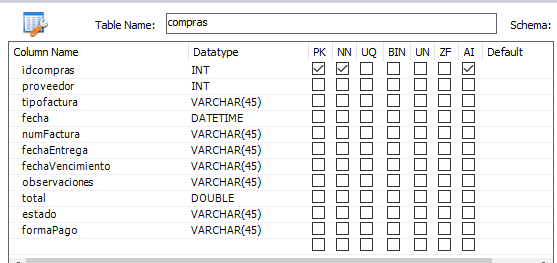 Table Name: compras Schema:
Column Name Datatype PK NN UQ BIN UN ZF AI Default
idcompras INT
proveedor INT
tipofactura VARCHAR(45)
fecha DATETIME
numFactura VARCHAR(45)
fechaEntrega VARCHAR(45)
fechaVencimiento VARCHAR(45)
observaciones VARCHAR(45)
total DOUBLE
estado VARCHAR(45)
formaPago VARCHAR(45)